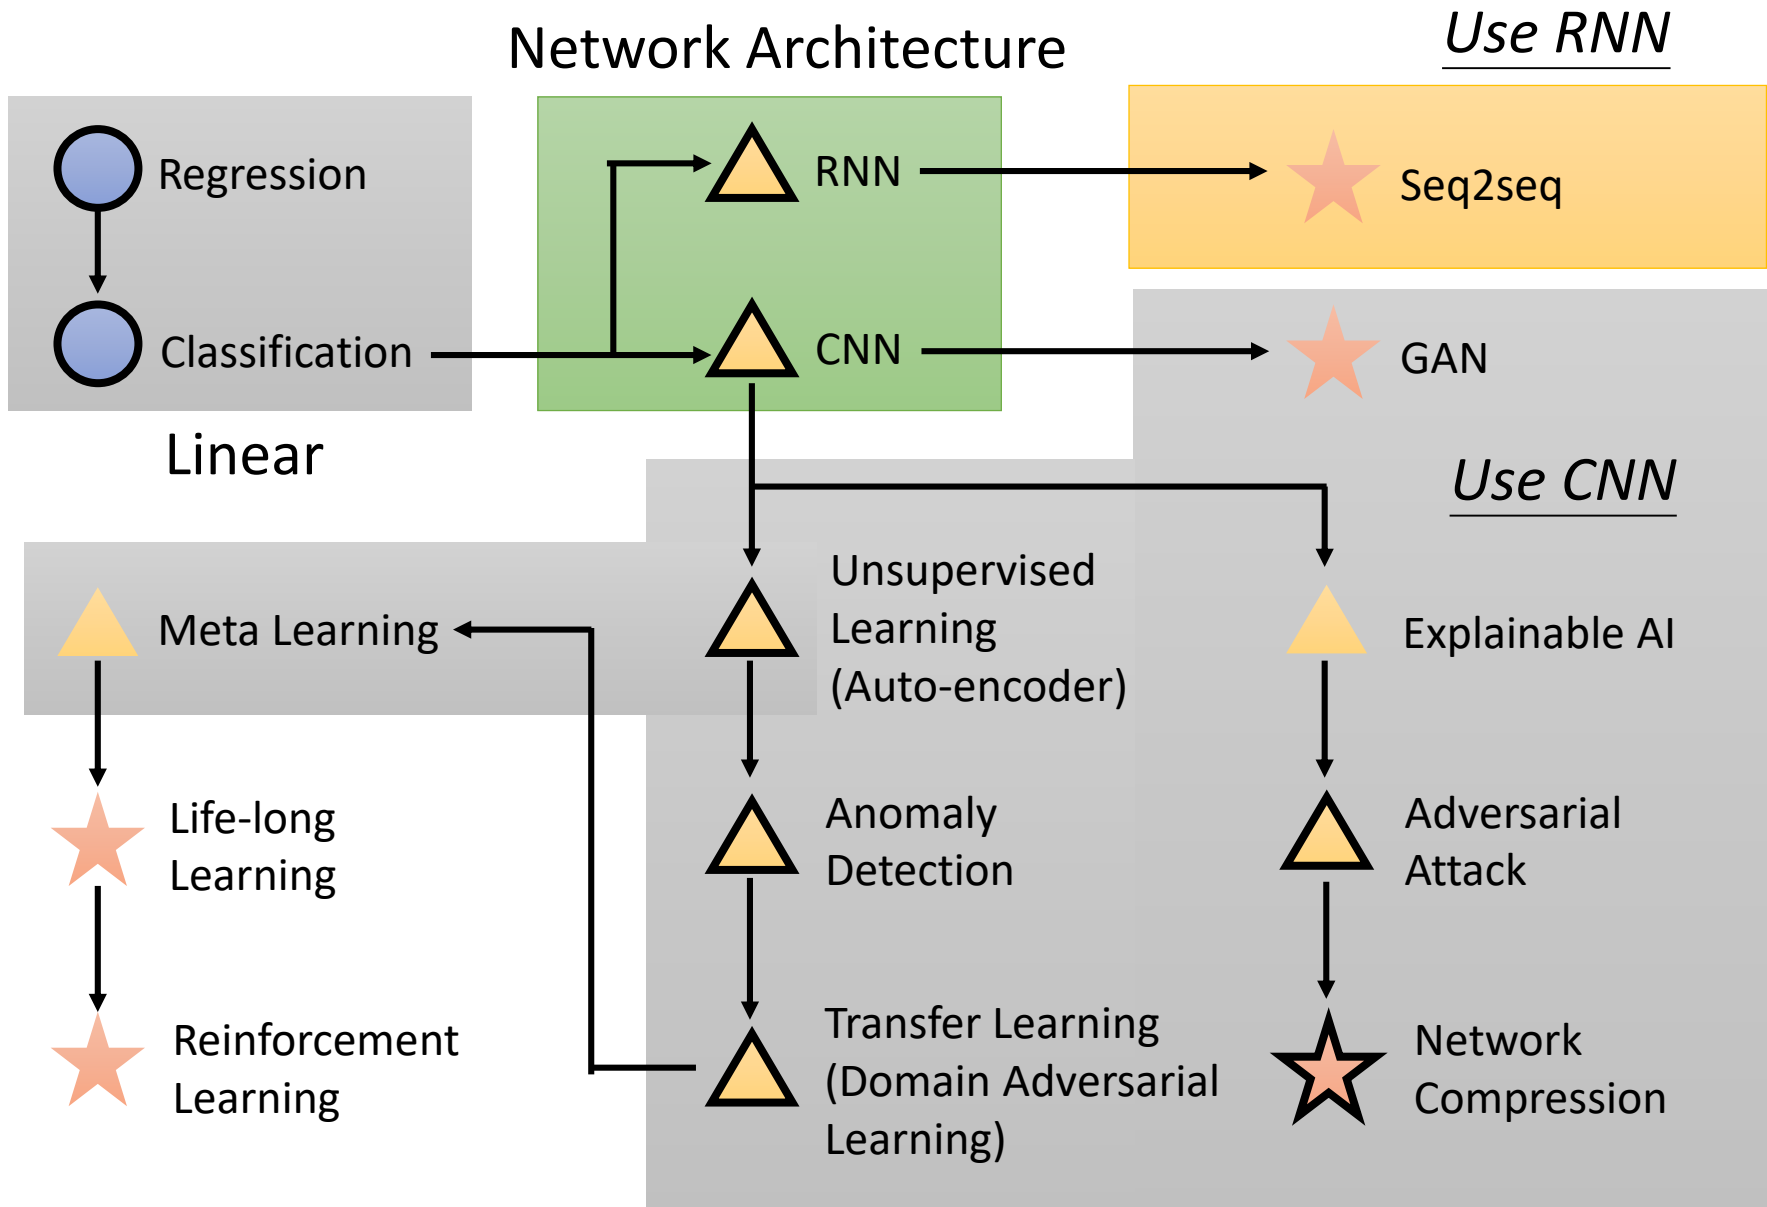 Network Architecture
Use RNN
Regression
RNN
Seq2seq
Classification
CNN
GAN
Linear
Use CNN
Meta Learning
Unsupervised
Learning
(Auto-encoder)
Explainable AI
Life-long
Learning
Anomaly
Detection
Adversarial
Attack
Reinforcement
Learning
Transfer Learning
(Domain Adversarial
Learning)
Network
Compression